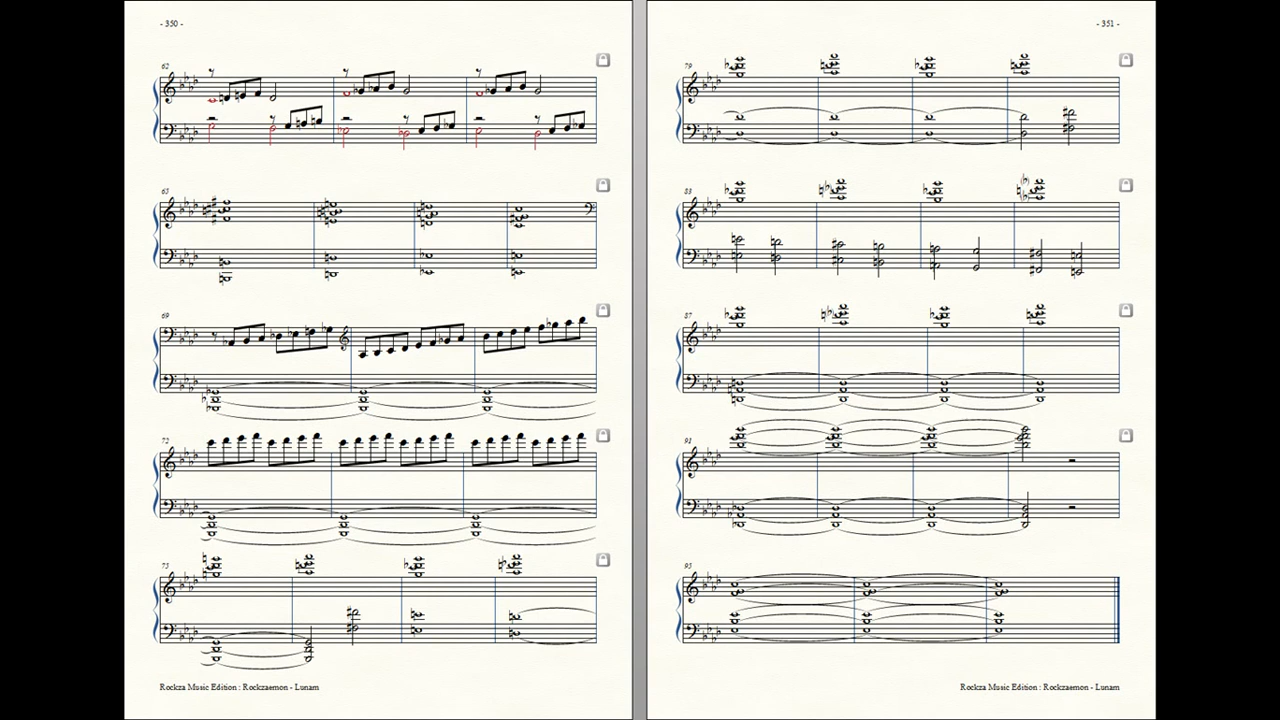 - 350 -
62
65
69
72
75
Rockza Music Edition : Rockzaemon - Lunam
- 351 -
79
83
87
91
95
Rockza Music Edition : Rockzaemon - Lunam